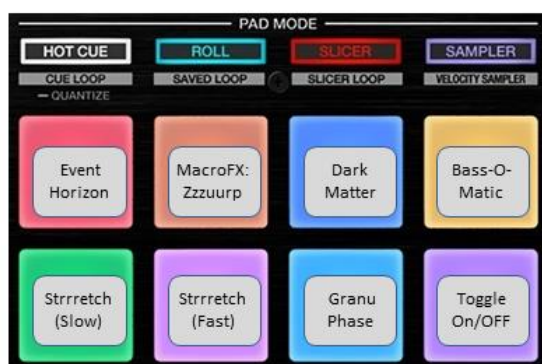 PAD MODE
HOT CUE ROLL SLICER SAMPLER
CUE LOOP SAVED LOOP SLICER LOOP VELOCITY SAMPLER
— QUANTIZE
Event
Horizon
MacroFX:
Zzzuurp
Dark
Matter
Bass-O-
Matic
Strrretch
(Slow)
Strrretch
(Fast)
Granu
Phase
Toggle
On/OFF